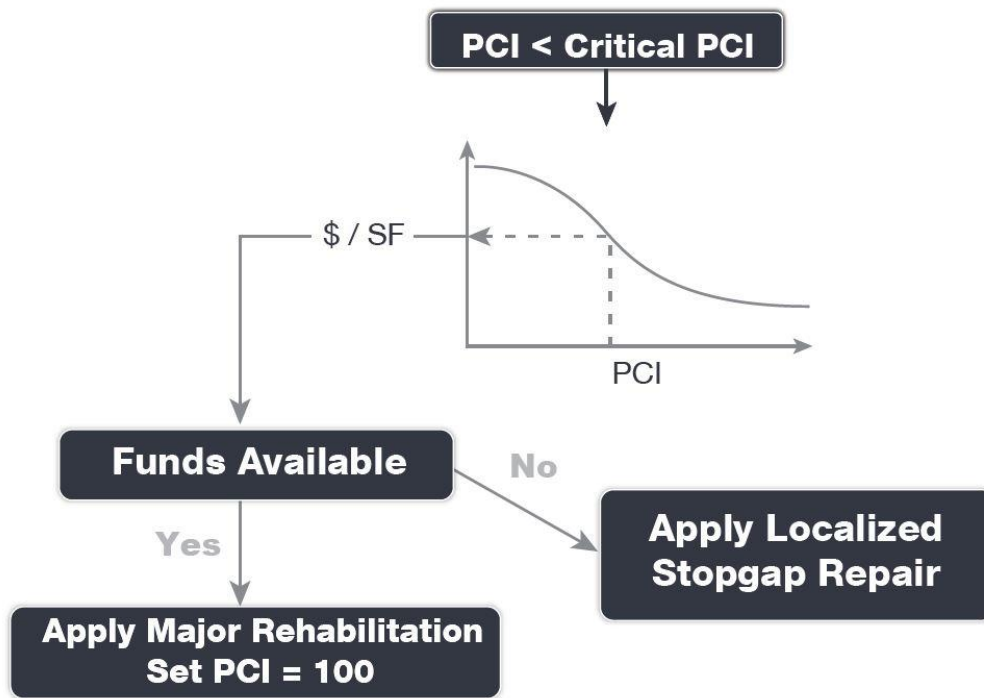 PCI < Critical PCI
$ / SF
PCI
Funds Available
No
Yes
Apply Localized
Stopgap Repair
Apply Major Rehabilitation
Set PCI = 100